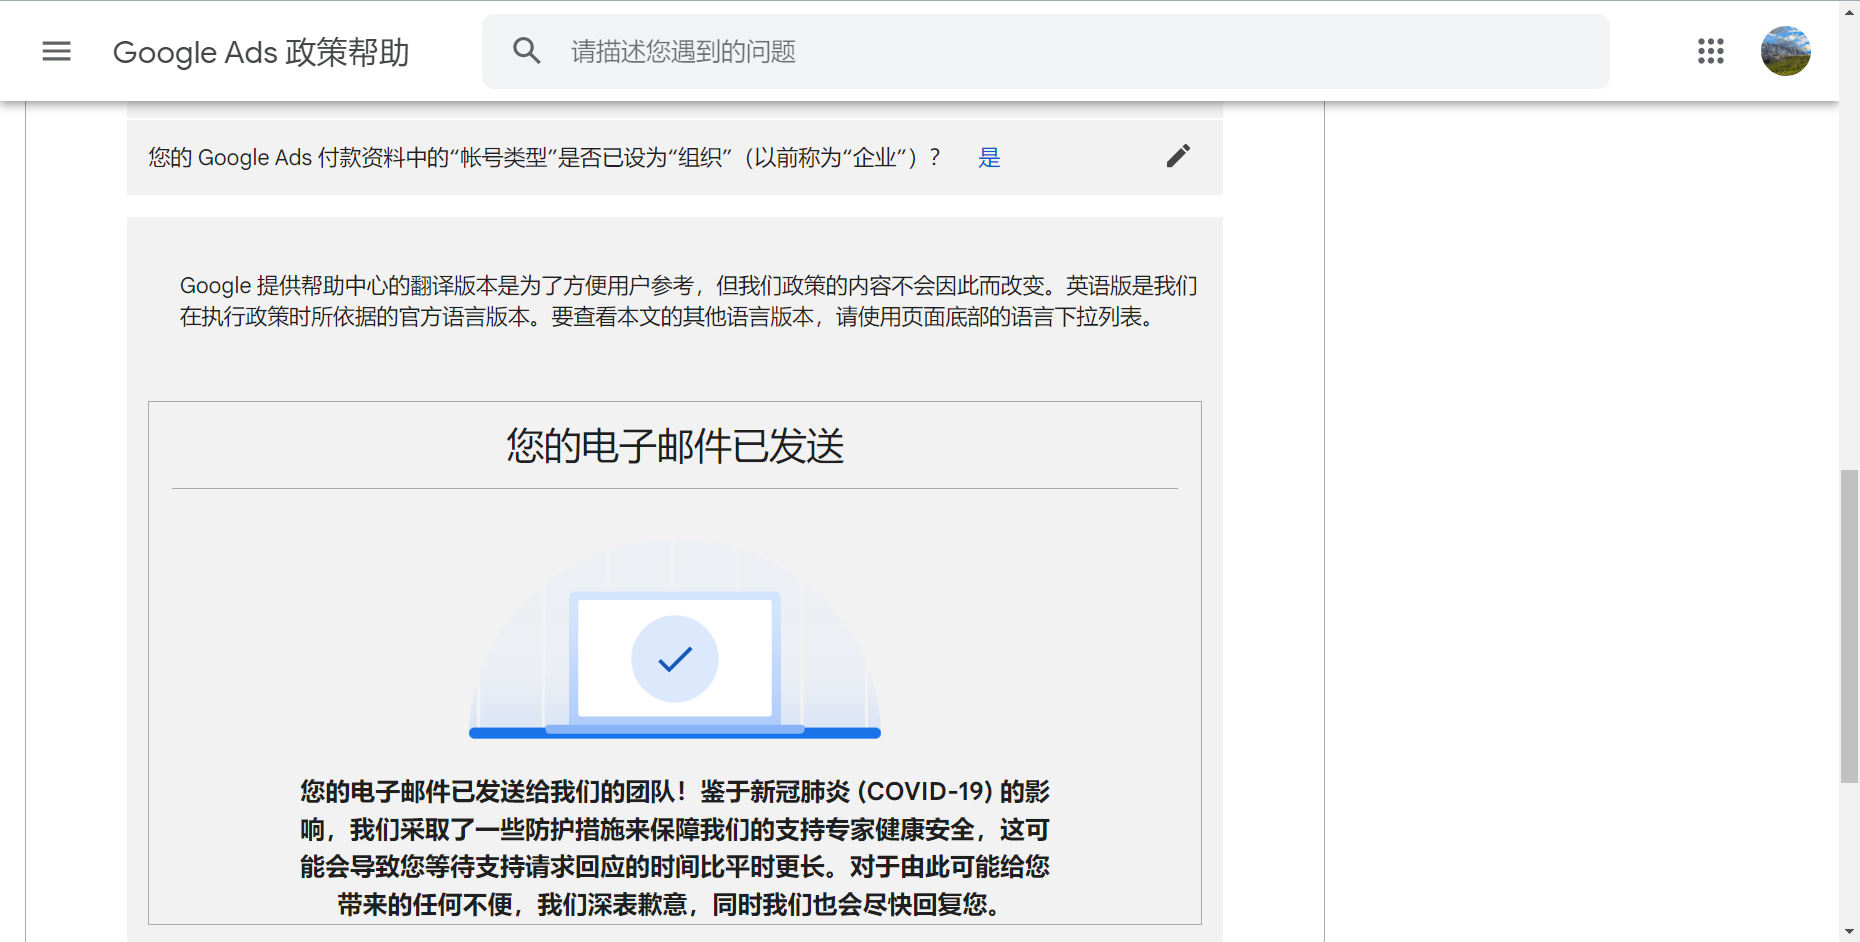 Google Ads 政策帮助
请描述您遇到的问题
您的 Google Ads 付款资料中的“帐号类型”是否已设为“组织”（以前称为“企业”）？ 是
Google 提供帮助中心的翻译版本是为了方便用户参考，但我们政策的内容不会因此而改变。英语版是我们
在执行政策时所依据的官方语言版本。要查看本文的其他语言版本，请使用页面底部的语言下拉列表。
您的电子邮件已发送
您的电子邮件已发送给我们的团队！鉴于新冠肺炎 (COVID-19) 的影
响，我们采取了一些防护措施来保障我们的支持专家健康安全，这可
能会导致您等待支持请求回应的时间比平时更长。对于由此可能给您
带来的任何不便，我们深表歉意，同时我们也会尽快回复您。